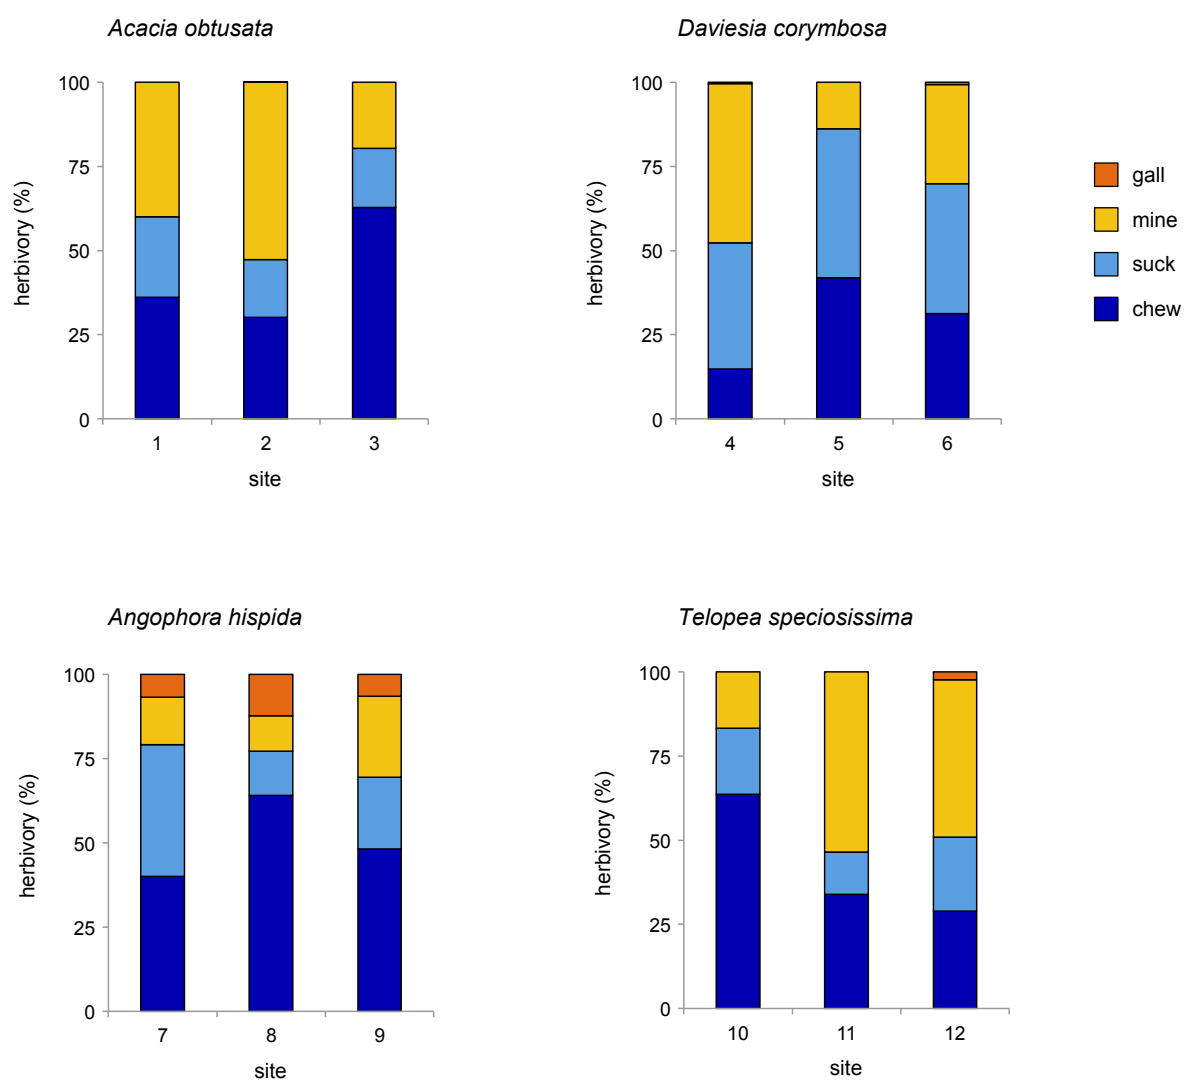 Acacia obtusata
100
75
50
25
0
herbivory (%)
1 2 3
site
Daviesia corymbosa
100
75
50
25
0
herbivory (%)
4 5 6
site
gall
mine
suck
chew
Angophora hispida
100
75
50
25
0
herbivory (%)
7 8 9
site
Telopea speciosissima
100
75
50
25
0
herbivory (%)
10 11 12
site